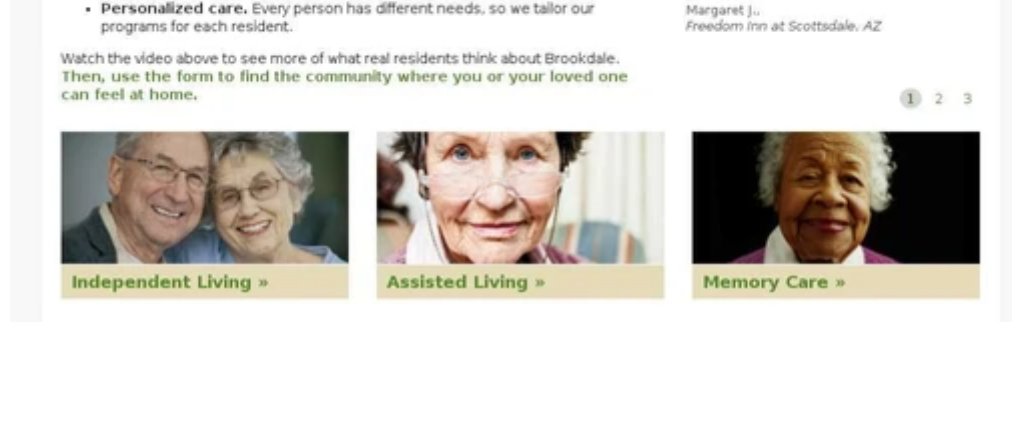 • Personalized care. Every person has different needs, so we tailor our
programs for each resident.
Watch the video above to see more of what real residents think about Brookdale.
Then, use the form to find the community where you or your loved one
can feel at home.
Margaret J.,
Freedom Inn at Scottsdale, AZ
1 2 3
Independent Living »
Assisted Living »
Memory Care »